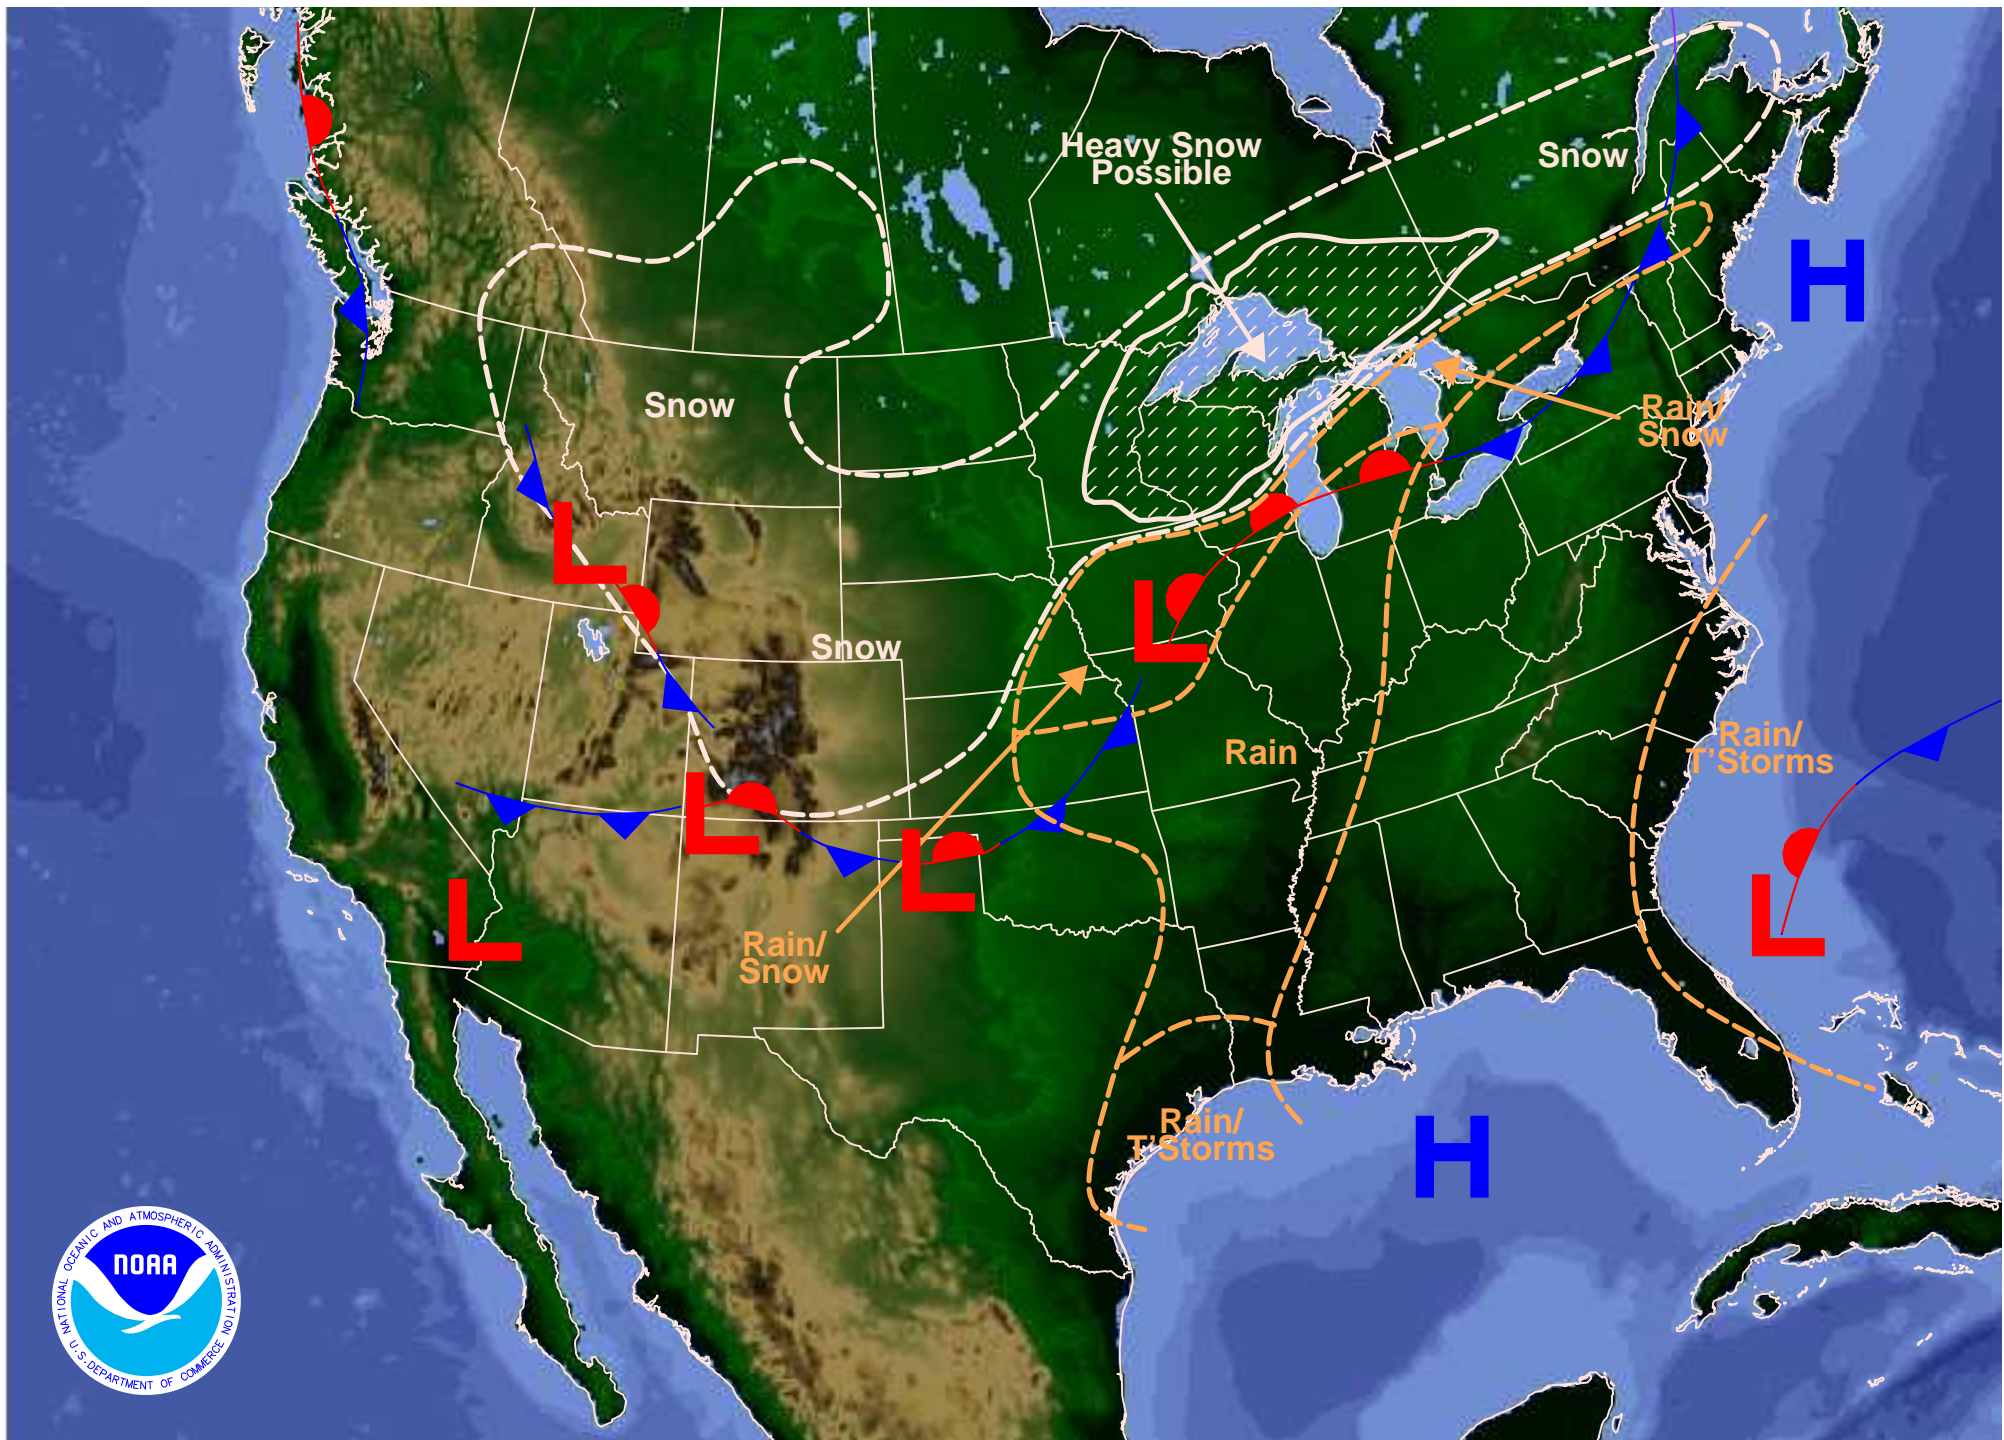 Heavy Snow
Possible
Snow
Snow
Rain/
Snow
H
L
L
Snow
Rain
Rain/
T'Storms
L
L
L
L
Rain/
Snow
Rain/
T'Storms
H
NATIONAL OCEANIC AND ATMOSPHERIC ADMINISTRATION
NOAA
U.S. DEPARTMENT OF COMMERCE